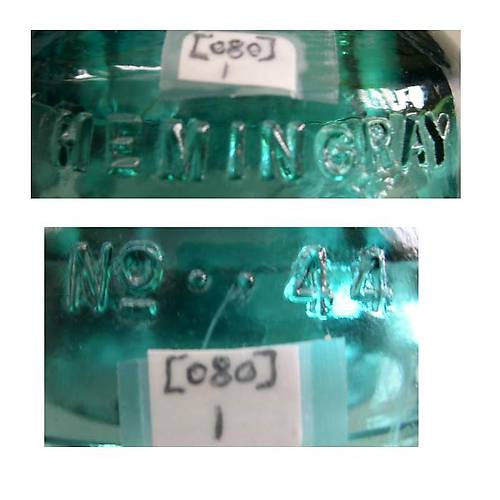 [080]
1
HEMINGRAY
Nº · · 44
[080]
1